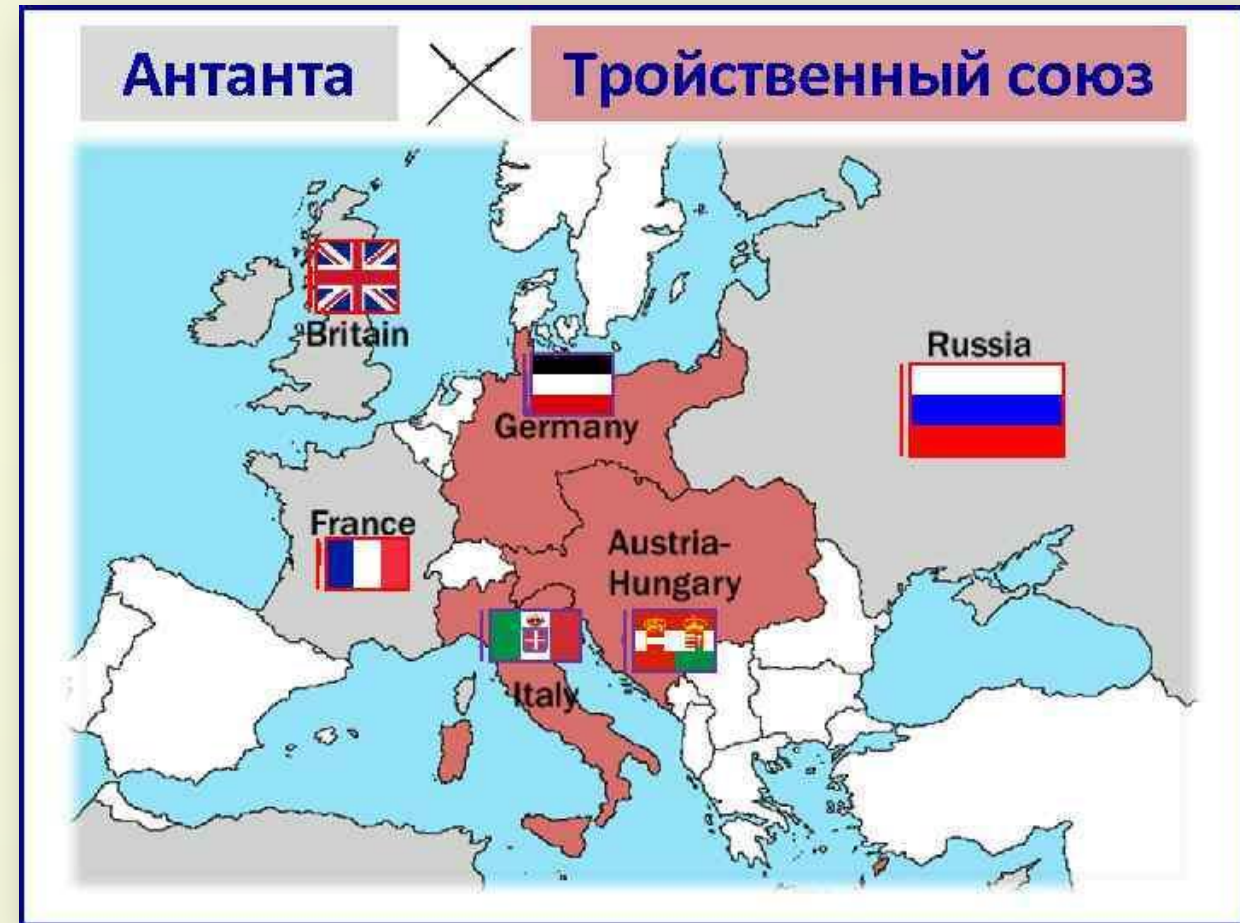 Антанта
Тройственный союз
Britain
Russia
Germany
France
Austria-
Hungary
Italy